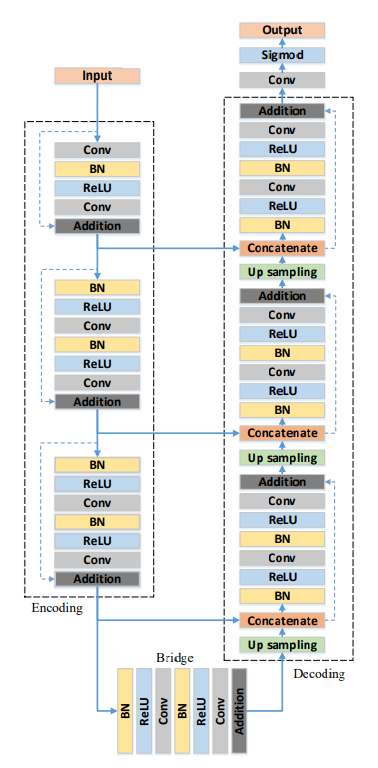 Input
Conv
BN
ReLU
Conv
Addition
BN
ReLU
Conv
BN
ReLU
Conv
Addition
BN
ReLU
Conv
BN
ReLU
Conv
Addition
Encoding
Bridge
BN
ReLU
Conv
BN
ReLU
Conv
Addition
Output
Sigmod
Conv
Addition
Conv
ReLU
BN
Conv
ReLU
BN
Concatenate
Up sampling
Addition
Conv
ReLU
BN
Conv
ReLU
BN
Concatenate
Up sampling
Addition
Conv
ReLU
BN
Conv
ReLU
BN
Concatenate
Up sampling
Decoding